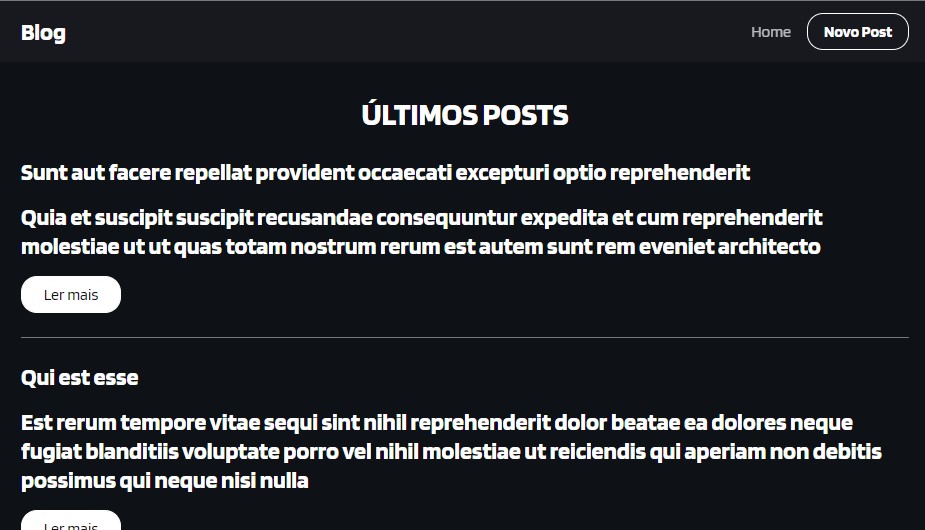 Blog
Home
Novo Post
ÚLTIMOS POSTS
Sunt aut facere repellat provident occaecati excepturi optio reprehenderit
Quia et suscipit suscipit recusandae consequuntur expedita et cum reprehenderit
molestiae ut ut quas totam nostrum rerum est autem sunt rem eveniet architecto
Ler mais
Qui est esse
Est rerum tempore vitae sequi sint nihil reprehenderit dolor beatae ea dolores neque
fugiat blanditiis voluptate porro vel nihil molestiae ut reiciendis qui aperiam non debitis
possimus qui neque nisi nulla
Ler mais